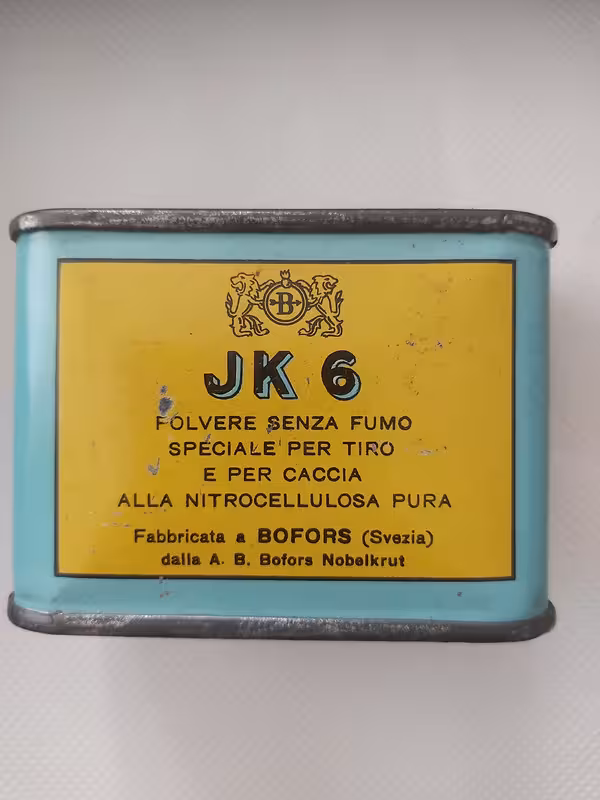 B
JK 6
POLVERE SENZA FUMO
SPECIALE PER TIRO
E PER CACCIA
ALLA NITROCELLULOSA PURA
Fabbricata a BOFORS (Svezia)
dalla A. B. Bofors Nobelkrut